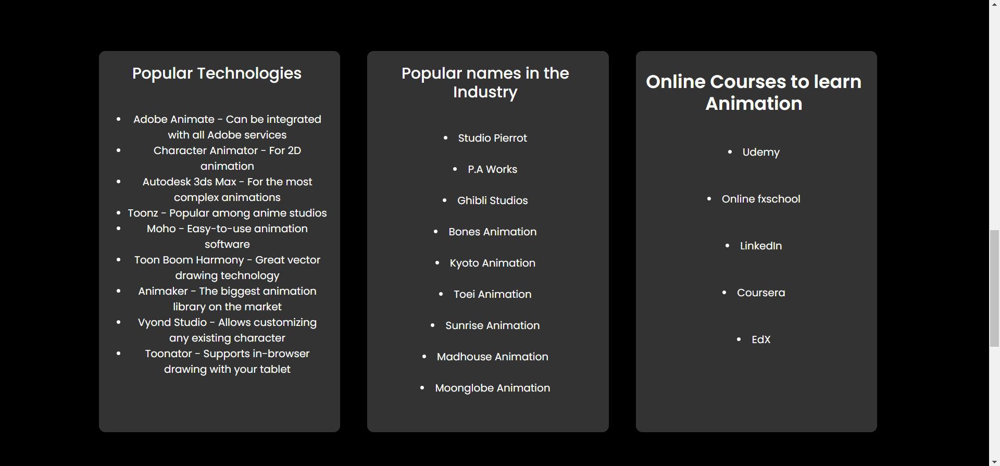 Popular Technologies
• Adobe Animate - Can be integrated
with all Adobe services
• Character Animator - For 2D
animation
• Autodesk 3ds Max - For the most
complex animations
• Toonz - Popular among anime studios
• Moho - Easy-to-use animation
software
• Toon Boom Harmony - Great vector
drawing technology
• Animaker - The biggest animation
library on the market
• Vyond Studio - Allows customizing
any existing character
• Toonator - Supports in-browser
drawing with your tablet
Popular names in the
Industry
• Studio Pierrot
• P.A Works
• Ghibli Studios
• Bones Animation
• Kyoto Animation
• Toei Animation
• Sunrise Animation
• Madhouse Animation
• Moonglobe Animation
Online Courses to learn
Animation
• Udemy
• Online fxschool
• LinkedIn
• Coursera
• EdX